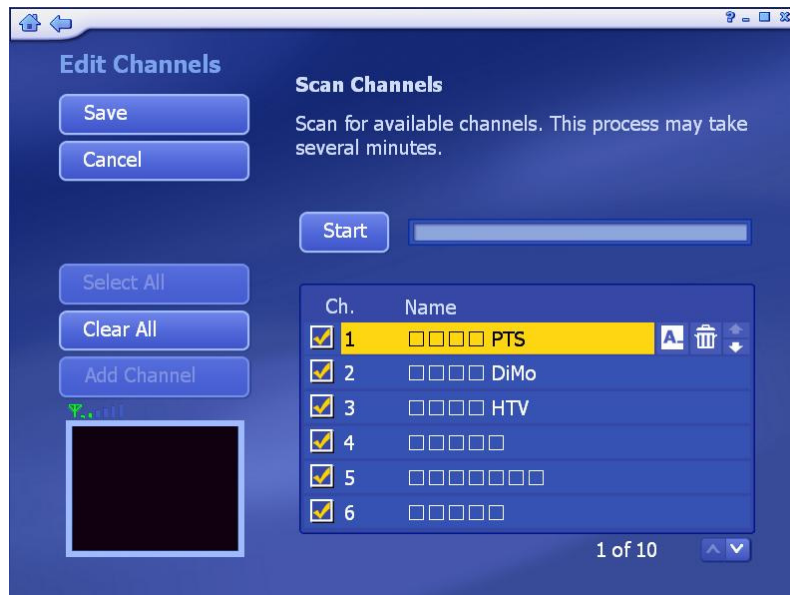 Edit Channels
Save
Cancel
Scan Channels
Scan for available channels. This process may take
several minutes.
Start
Select All
Clear All
Add Channel
Ch. Name
1 □□□□ PTS
2 □□□□ DiMo
3 □□□□ HTV
4 □□□□□
5 □□□□□□□
6 □□□□□
1 of 10